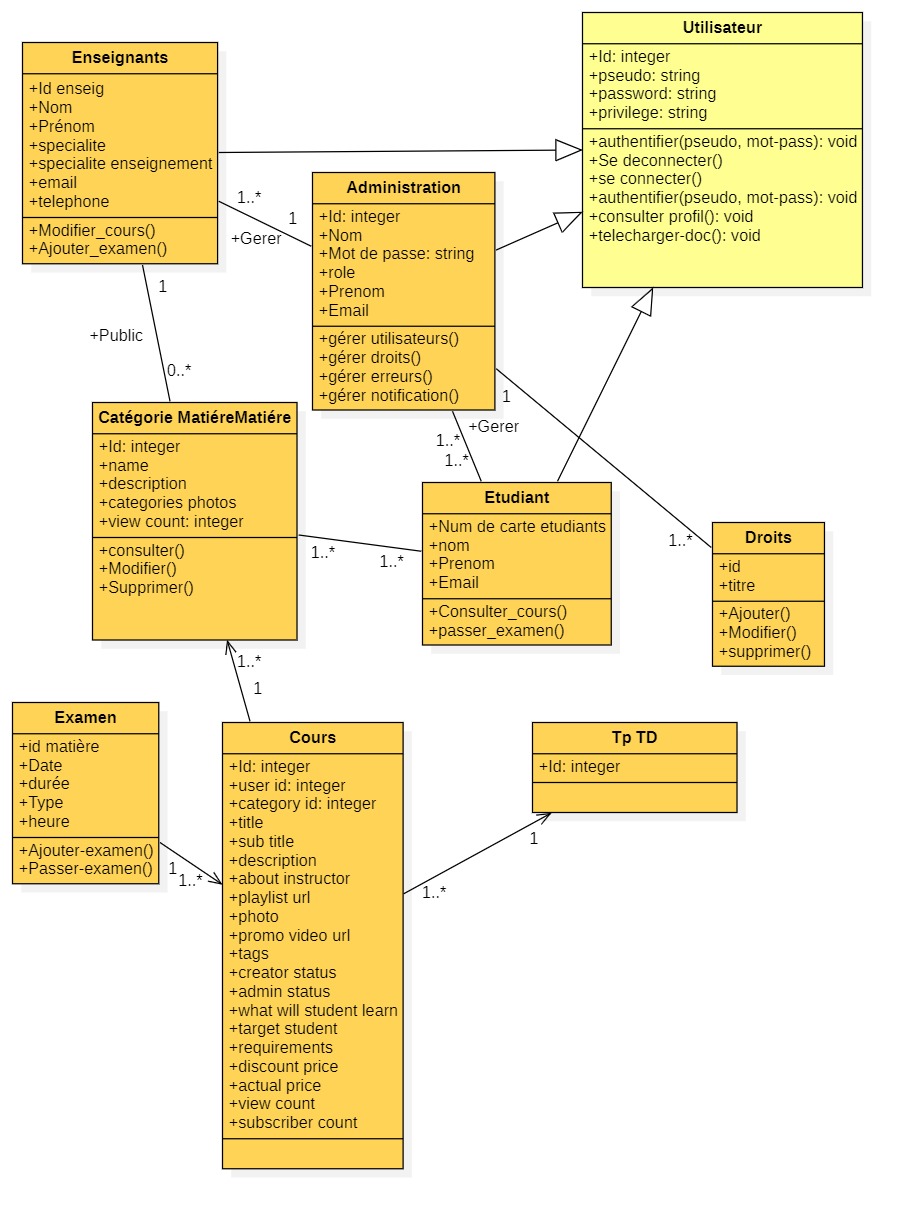 Enseignants
+Id enseig
+Nom
+Prénom
+specialite
+specialite enseignement
+email
+telephone
+Modifier_cours()
+Ajouter_examen()
Utilisateur
+Id: integer
+pseudo: string
+password: string
+privilege: string
+authentifier(pseudo, mot-pass): void
+Se deconnecter()
+se connecter()
+authentifier(pseudo, mot-pass): void
+consulter profil(): void
+telecharger-doc(): void
1..*
1
+Gerer
Administration
+Id: integer
+Nom
+Mot de passe: string
+role
+Prenom
+Email
+gérer utilisateurs()
+gérer droits()
+gérer erreurs()
+gérer notification()
1
+Public
0..*
1
+Gerer
1..*
1..*
Catégorie MatiéreMatiére
+Id: integer
+name
+description
+categories photos
+view count: integer
+consulter()
+Modifier()
+Supprimer()
1..*
1..*
Etudiant
+Num de carte etudiants
+nom
+Prenom
+Email
+Consulter_cours()
+passer_examen()
1..*
Droits
+id
+titre
+Ajouter()
+Modifier()
+supprimer()
1..*
1
Examen
+id matière
+Date
+durée
+Type
+heure
+Ajouter-examen()
+Passer-examen()
1
1..*
Cours
+Id: integer
+user id: integer
+category id: integer
+title
+sub title
+description
+about instructor
+playlist url
+photo
+promo video url
+tags
+creator status
+admin status
+what will student learn
+target student
+requirements
+discount price
+actual price
+view count
+subscriber count
Tp TD
+Id: integer
1
1..*